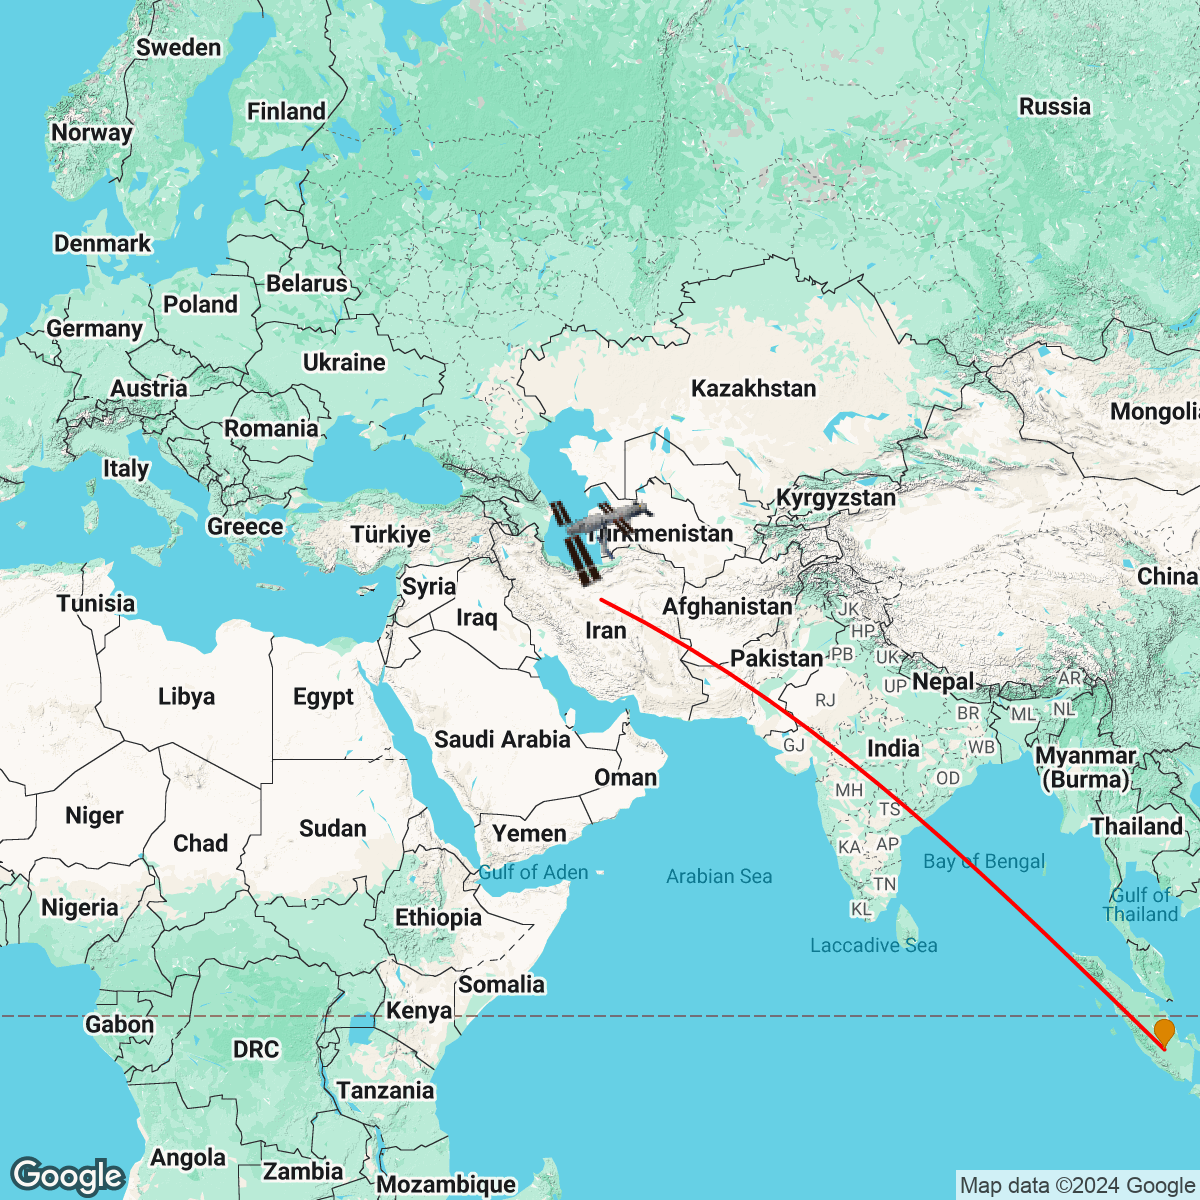 Sweden
Russia
Finland
Norway
Denmark
Belarus
Poland
Germany
Ukraine
Austria
Kazakhstan
Mongolia
Romania
Italy
Kyrgyzstan
Greece
Türkiye
Turkmenistan
China
Syria
Tunisia
Afghanistan
JK
Iraq
Iran
HP
PB
UK
Pakistan
Nepal
AR
UP
Libya
Egypt
RJ
BR
ML
NL
Saudi Arabia
GJ
India
WB
Myanmar
(Burma)
Oman
OD
MH
TS
Niger
Chad
Sudan
Yemen
Thailand
KA
AP
Bay of Bengal
Gulf of Aden
Arabian Sea
TN
Gulf of
Thailand
Nigeria
Ethiopia
KL
Laccadive Sea
Somalia
Kenya
Gabon
DRC
Tanzania
Angola
Zambia
Mozambique
Google
Map data ©2024 Google